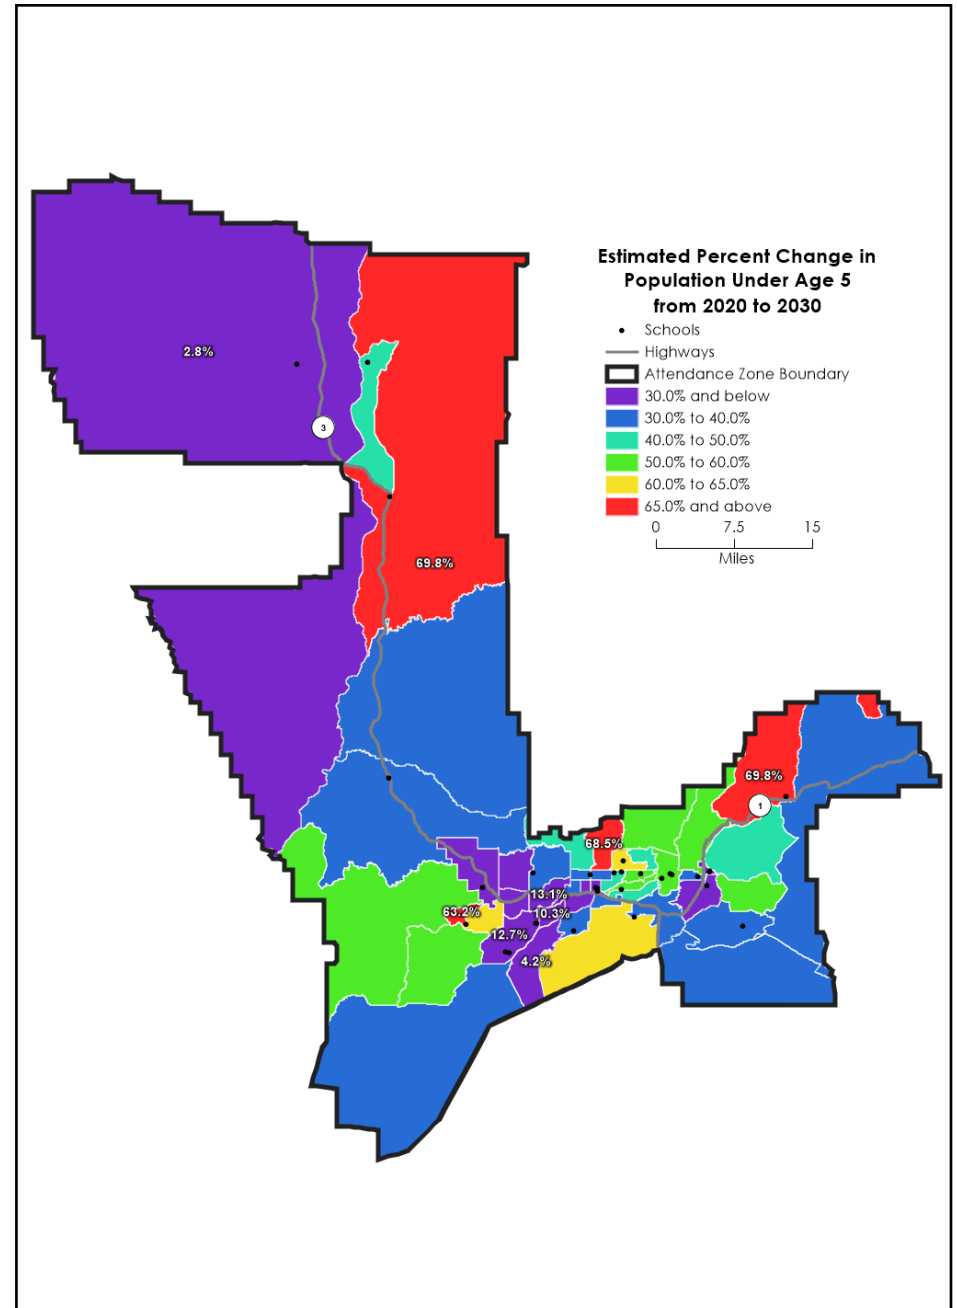 Estimated Percent Change in
Population Under Age 5
from 2020 to 2030
Schools
Highways
Attendance Zone Boundary
30.0% and below
30.0% to 40.0%
40.0% to 50.0%
50.0% to 60.0%
60.0% to 65.0%
65.0% and above
0 7.5 15
Miles
2.8%
3
69.8%
69.8%
1
68.5%
13.1%
63.2%
10.3%
12.7%
4.2%